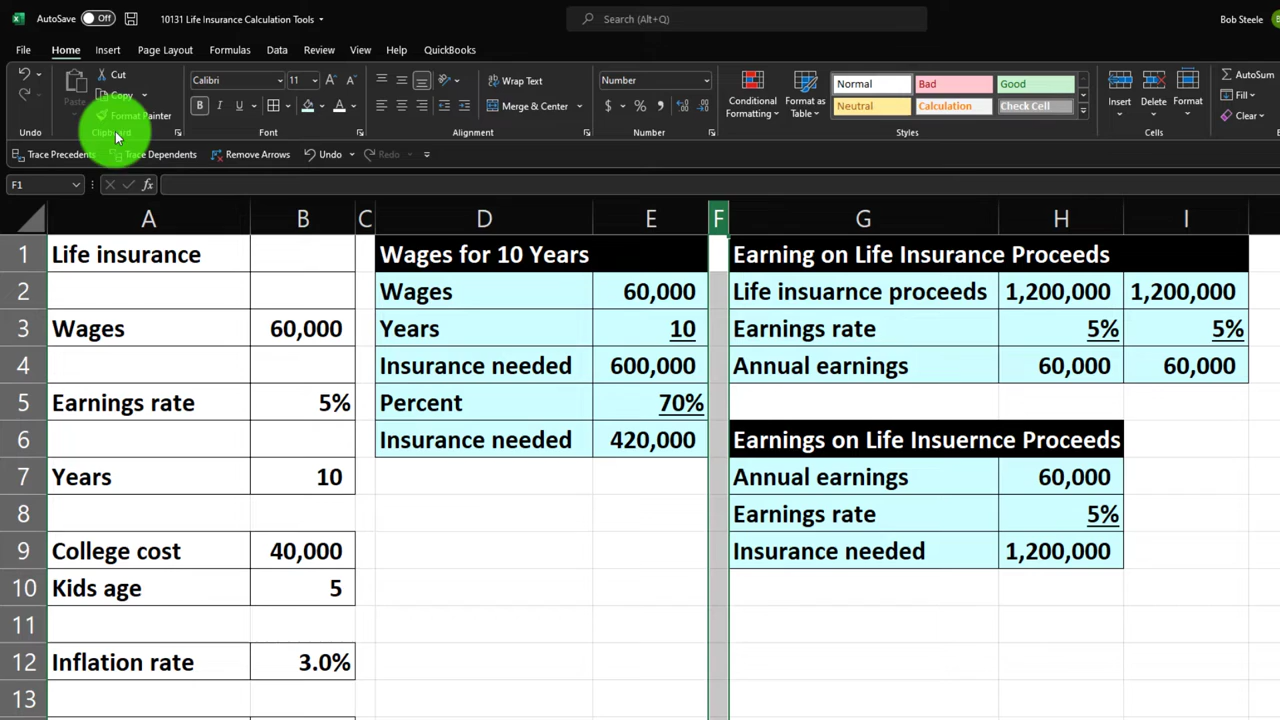 AutoSave Off 10131 Life Insurance Calculation Tools Search (Alt+Q) Bob Steele
File Home Insert Page Layout Formulas Data Review View Help QuickBooks
Cut Calibri 11 Wrap Text Number Normal Bad Good AutoSum
Paste Copy Merge & Center Conditional Formatting Format as Table Neutral Calculation Check Cell Insert Delete Format Fill
Format Painter Clear
Undo Clipboard Font Alignment Number Styles Cells
Trace Precedents Trace Dependents Remove Arrows Undo Redo
F1 fx
A B C D E F G H I
1 Life insurance Wages for 10 Years Earning on Life Insurance Proceeds
2 Wages 60,000 Life insuarnce proceeds 1,200,000 1,200,000
3 Wages 60,000 Years 10 Earnings rate 5% 5%
4 Insurance needed 600,000 Annual earnings 60,000 60,000
5 Earnings rate 5% Percent 70%
6 Insurance needed 420,000 Earnings on Life Insuernce Proceeds
7 Years 10 Annual earnings 60,000
8 Earnings rate 5%
9 College cost 40,000 Insurance needed 1,200,000
10 Kids age 5
11
12 Inflation rate 3.0%
13